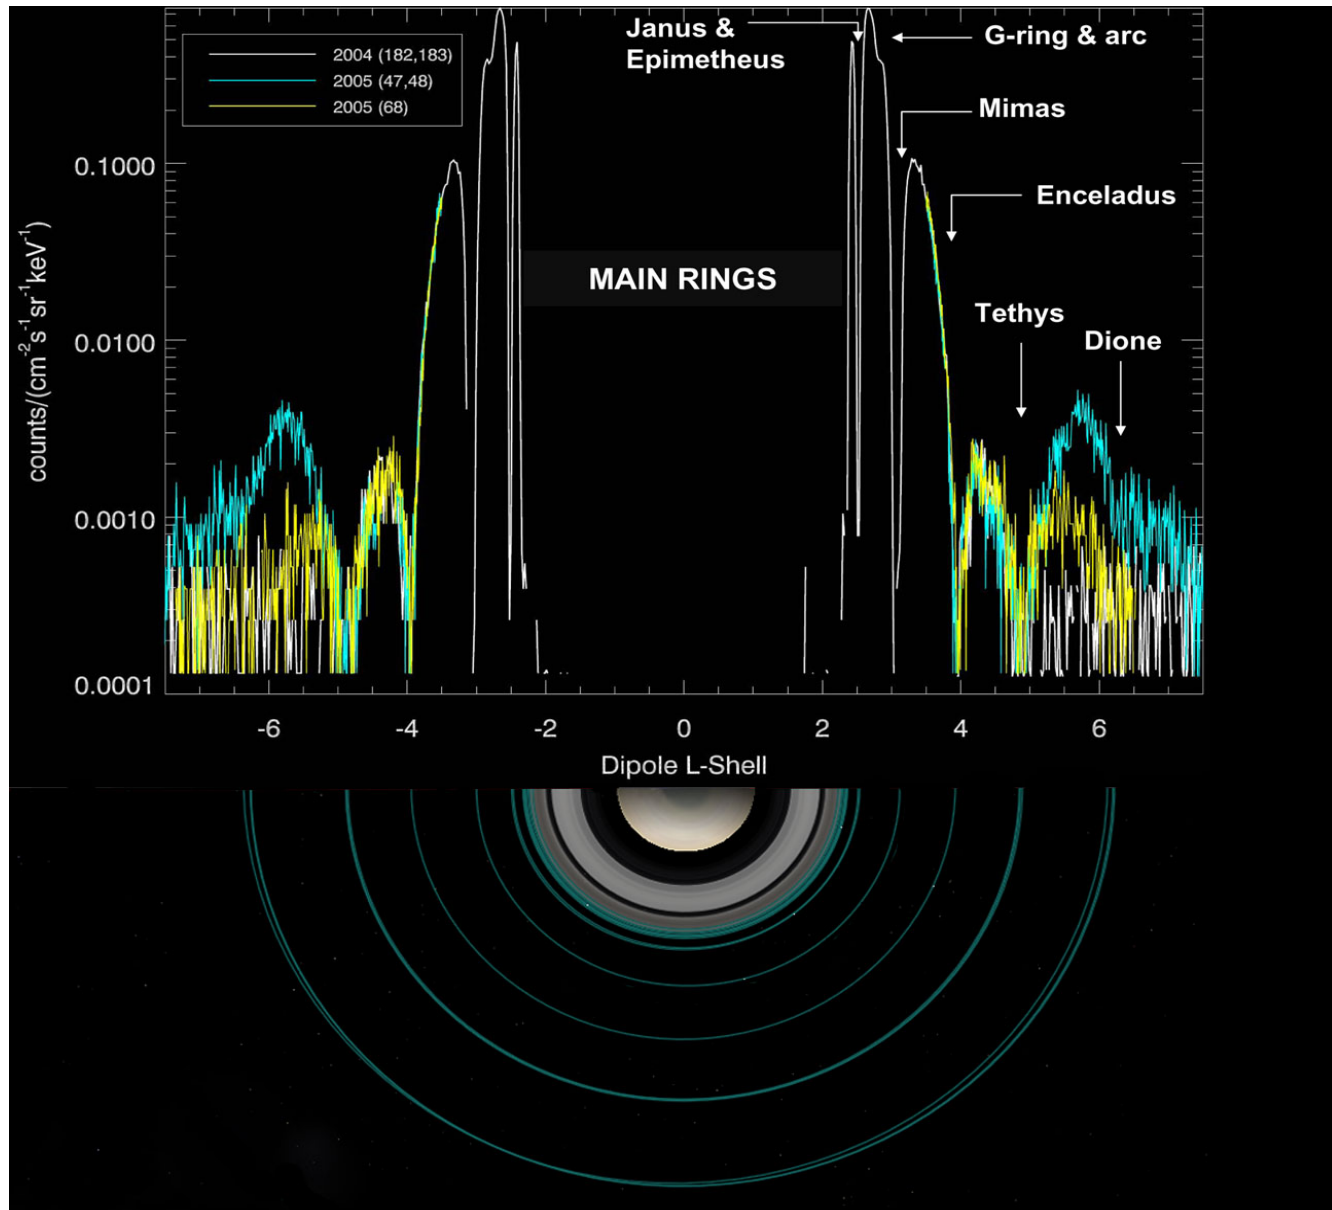 Janus &
Epimetheus
G-ring & arc
2004 (182,183)
2005 (47,48)
2005 (68)
Mimas
Enceladus
MAIN RINGS
Tethys
Dione
0.1000
0.0100
0.0010
0.0001
counts/(cm⁻²s⁻¹sr⁻¹keV⁻¹)
-6 -4 -2 0 2 4 6
Dipole L-Shell